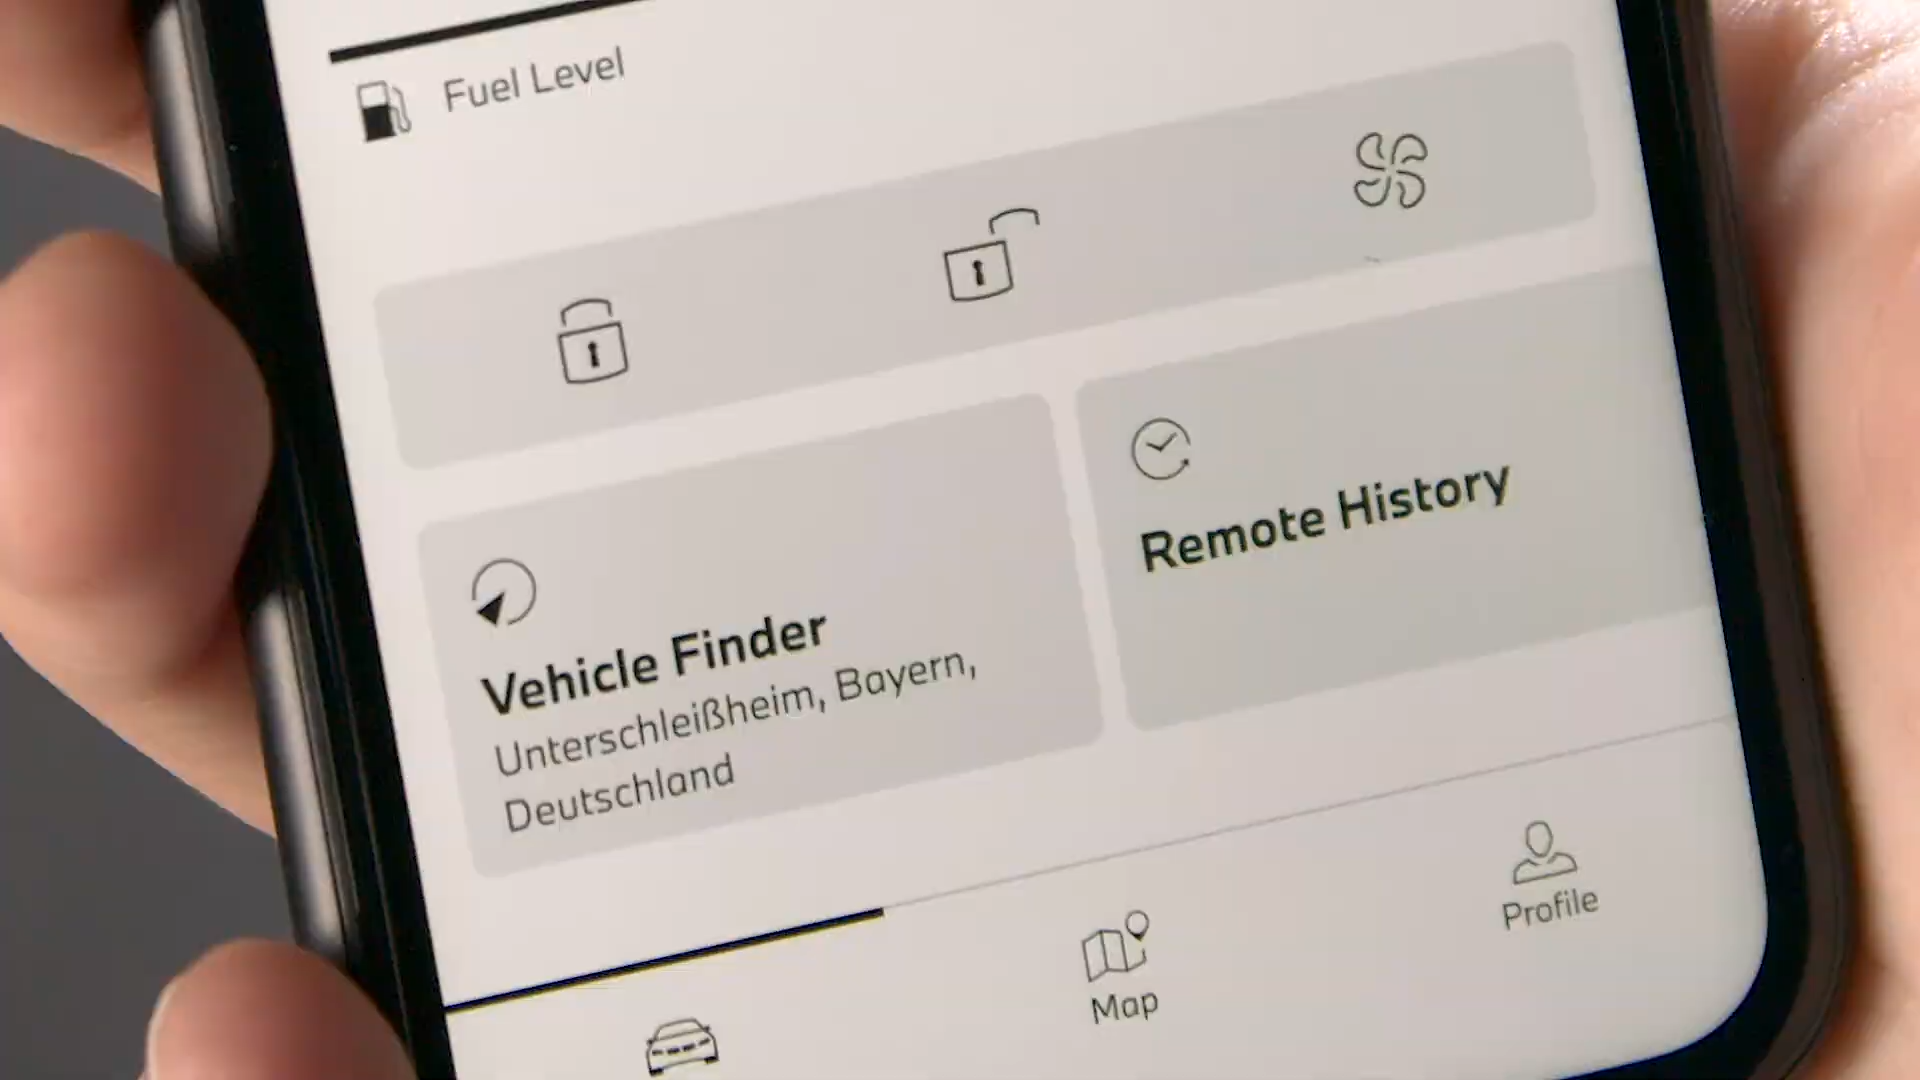 Fuel Level
Remote History
Vehicle Finder
Unterschleißheim, Bayern,
Deutschland
Map
Profile